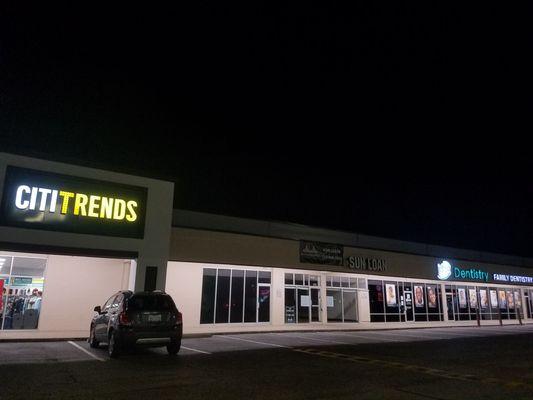 CITITRENDS
SUN LOAN
Dentistry
FAMILY DENTISTRY